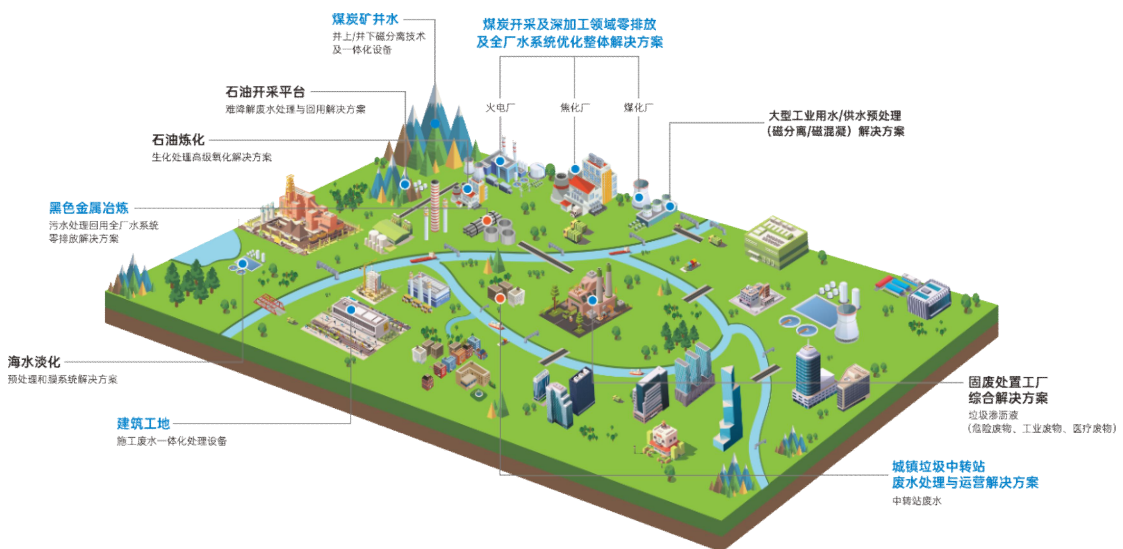 煤炭矿井水
井上/井下磁分离技术
及一体化设备
煤炭开采及深加工领域零排放
及全厂水系统优化整体解决方案
火电厂
焦化厂
煤化厂
石油开采平台
难降解废水处理与回用解决方案
大型工业用水/供水预处理
（磁分离/磁混凝）解决方案
石油炼化
生化处理高级氧化解决方案
黑色金属冶炼
污水处理回用全厂水系统
零排放解决方案
海水淡化
预处理和膜系统解决方案
建筑工地
施工废水一体化处理设备
固废处置工厂
综合解决方案
垃圾渗沥液
（危险废物、工业废物、医疗废物）
城镇垃圾中转站
废水处理与运营解决方案
中转站废水